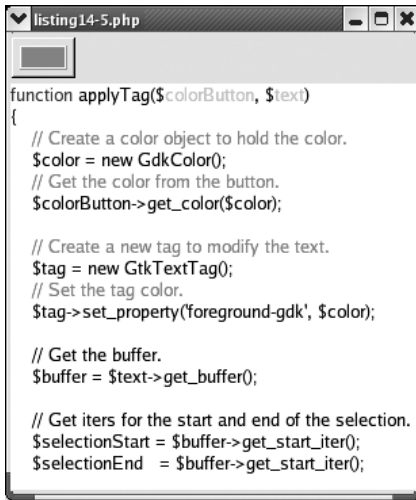 listing14-5.php
function applyTag($colorButton, $text)
{
// Create a color object to hold the color.
$color = new GdkColor();
// Get the color from the button.
$colorButton->get_color($color);
// Create a new tag to modify the text.
$tag = new GtkTextTag();
// Set the tag color.
$tag->set_property('foreground-gdk', $color);
// Get the buffer.
$buffer = $text->get_buffer();
// Get iters for the start and end of the selection.
$selectionStart = $buffer->get_start_iter();
$selectionEnd   = $buffer->get_start_iter();